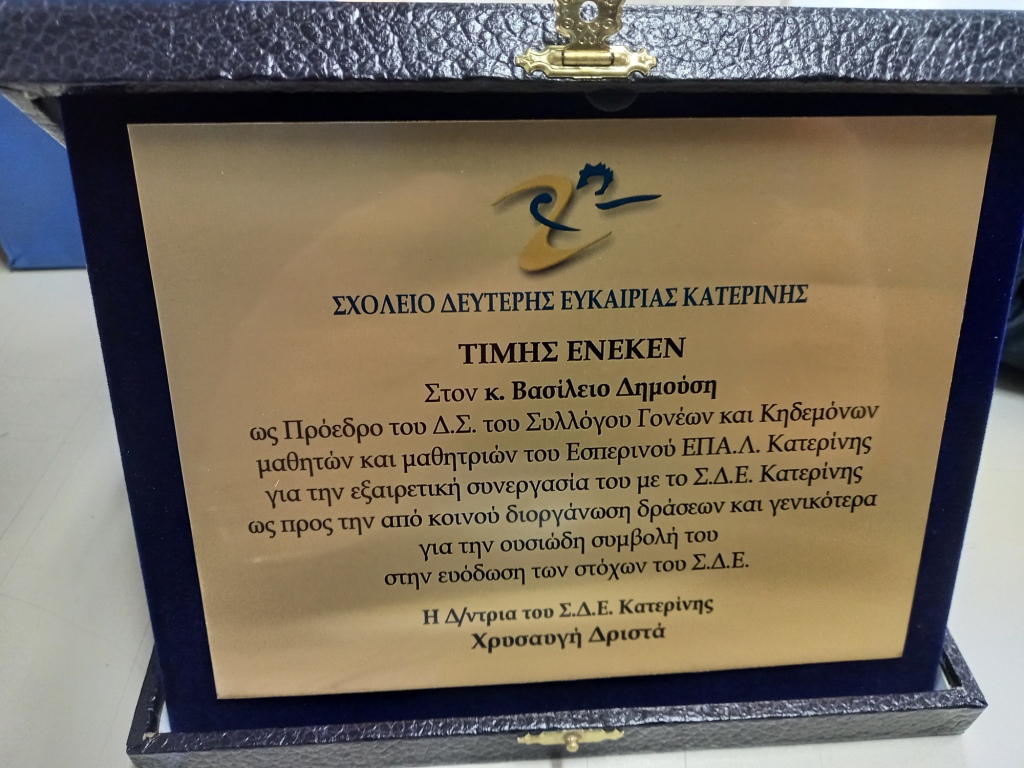 ΣΧΟΛΕΙΟ ΔΕΥΤΕΡΗΣ ΕΥΚΑΙΡΙΑΣ ΚΑΤΕΡΙΝΗΣ
ΤΙΜΗΣ ΕΝΕΚΕΝ
Στον κ. Βασίλειο Δημούση
ως Πρόεδρο του Δ.Σ. του Συλλόγου Γονέων και Κηδεμόνων
μαθητών και μαθητριών του Εσπερινού ΕΠΑ.Λ. Κατερίνης
για την εξαιρετική συνεργασία του με το Σ.Δ.Ε. Κατερίνης
ως προς την από κοινού διοργάνωση δράσεων και γενικότερα
για την ουσιώδη συμβολή του
στην ευόδωση των στόχων του Σ.Δ.Ε.
Η Δ/ντρια του Σ.Δ.Ε. Κατερίνης
Χρυσαυγή Δριστά